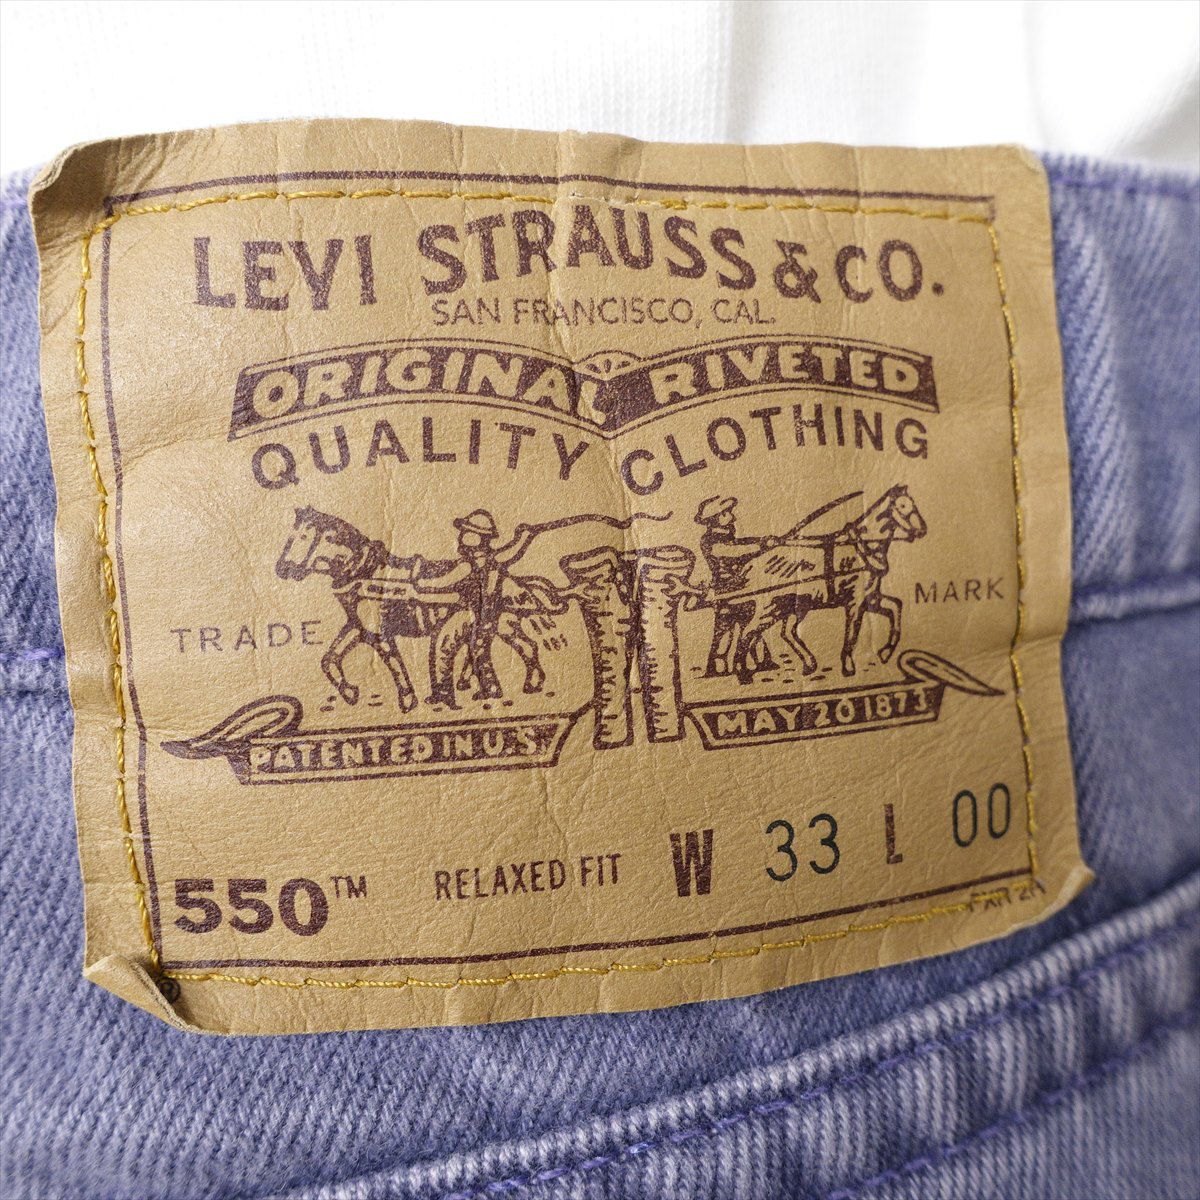 LEVI STRAUSS & CO.
SAN FRANCISCO, CAL.
ORIGINAL RIVETED
QUALITY CLOTHING
TRADE MARK
PATENTED IN U.S. MAY 20 1873
550™ RELAXED FIT W 33 L 00
®